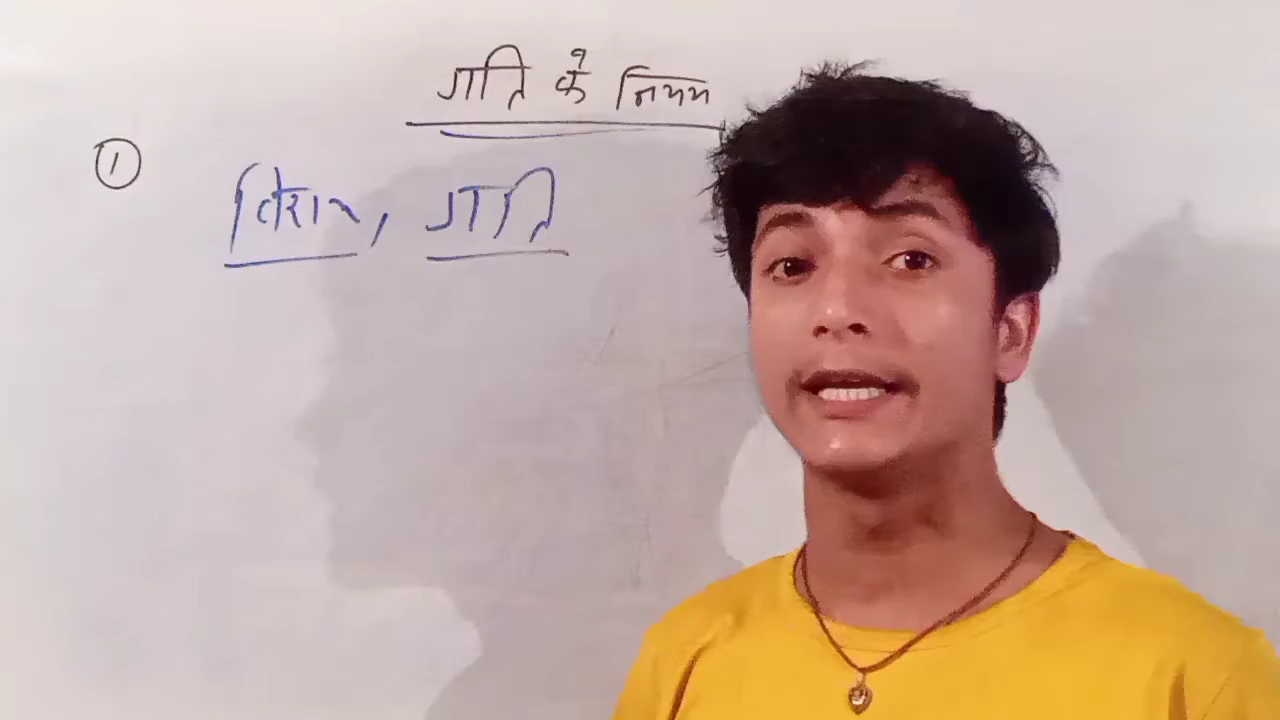 गति के नियम
① विराम, गति